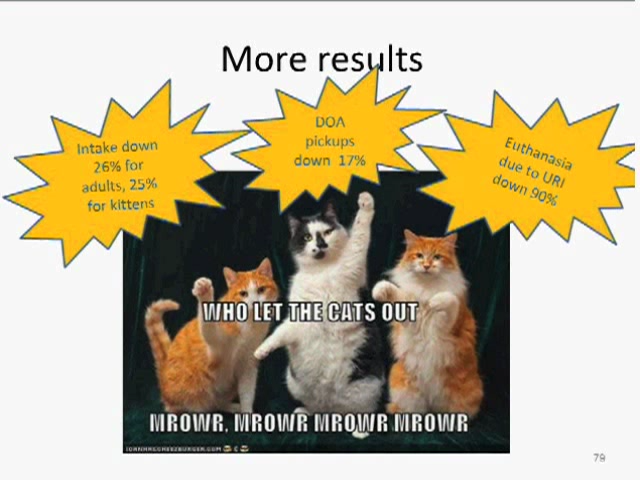 More results
Intake down
26% for
adults, 25%
for kittens
DOA
pickups
down 17%
Euthanasia
due to URI
down 90%
WHO LET THE CATS OUT
MROWR, MROWR MROWR MROWR
ICANHASCHEEZBURGER.COM
79